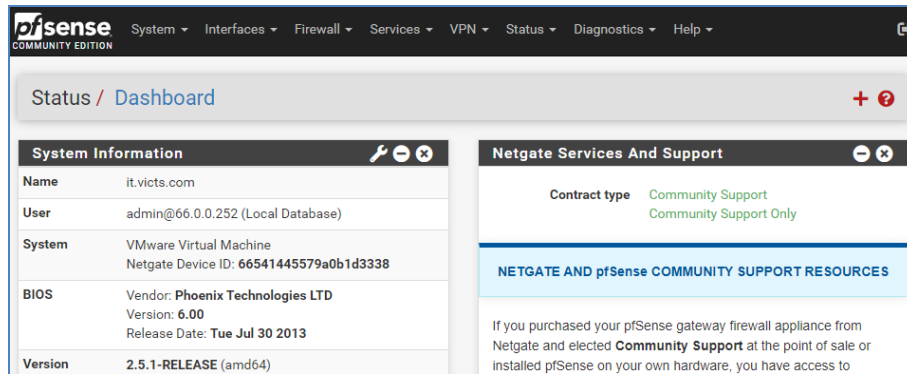 pfsense System Interfaces Firewall Services VPN Status Diagnostics Help
COMMUNITY EDITION
Status / Dashboard
System Information
Name it.victs.com
User admin@66.0.0.252 (Local Database)
System VMware Virtual Machine
Netgate Device ID: 66541445579a0b1d3338
BIOS Vendor: Phoenix Technologies LTD
Version: 6.00
Release Date: Tue Jul 30 2013
Version 2.5.1-RELEASE (amd64)
Netgate Services And Support
Contract type Community Support
Community Support Only
NETGATE AND pfSense COMMUNITY SUPPORT RESOURCES
If you purchased your pfSense gateway firewall appliance from
Netgate and elected Community Support at the point of sale or
installed pfSense on your own hardware, you have access to